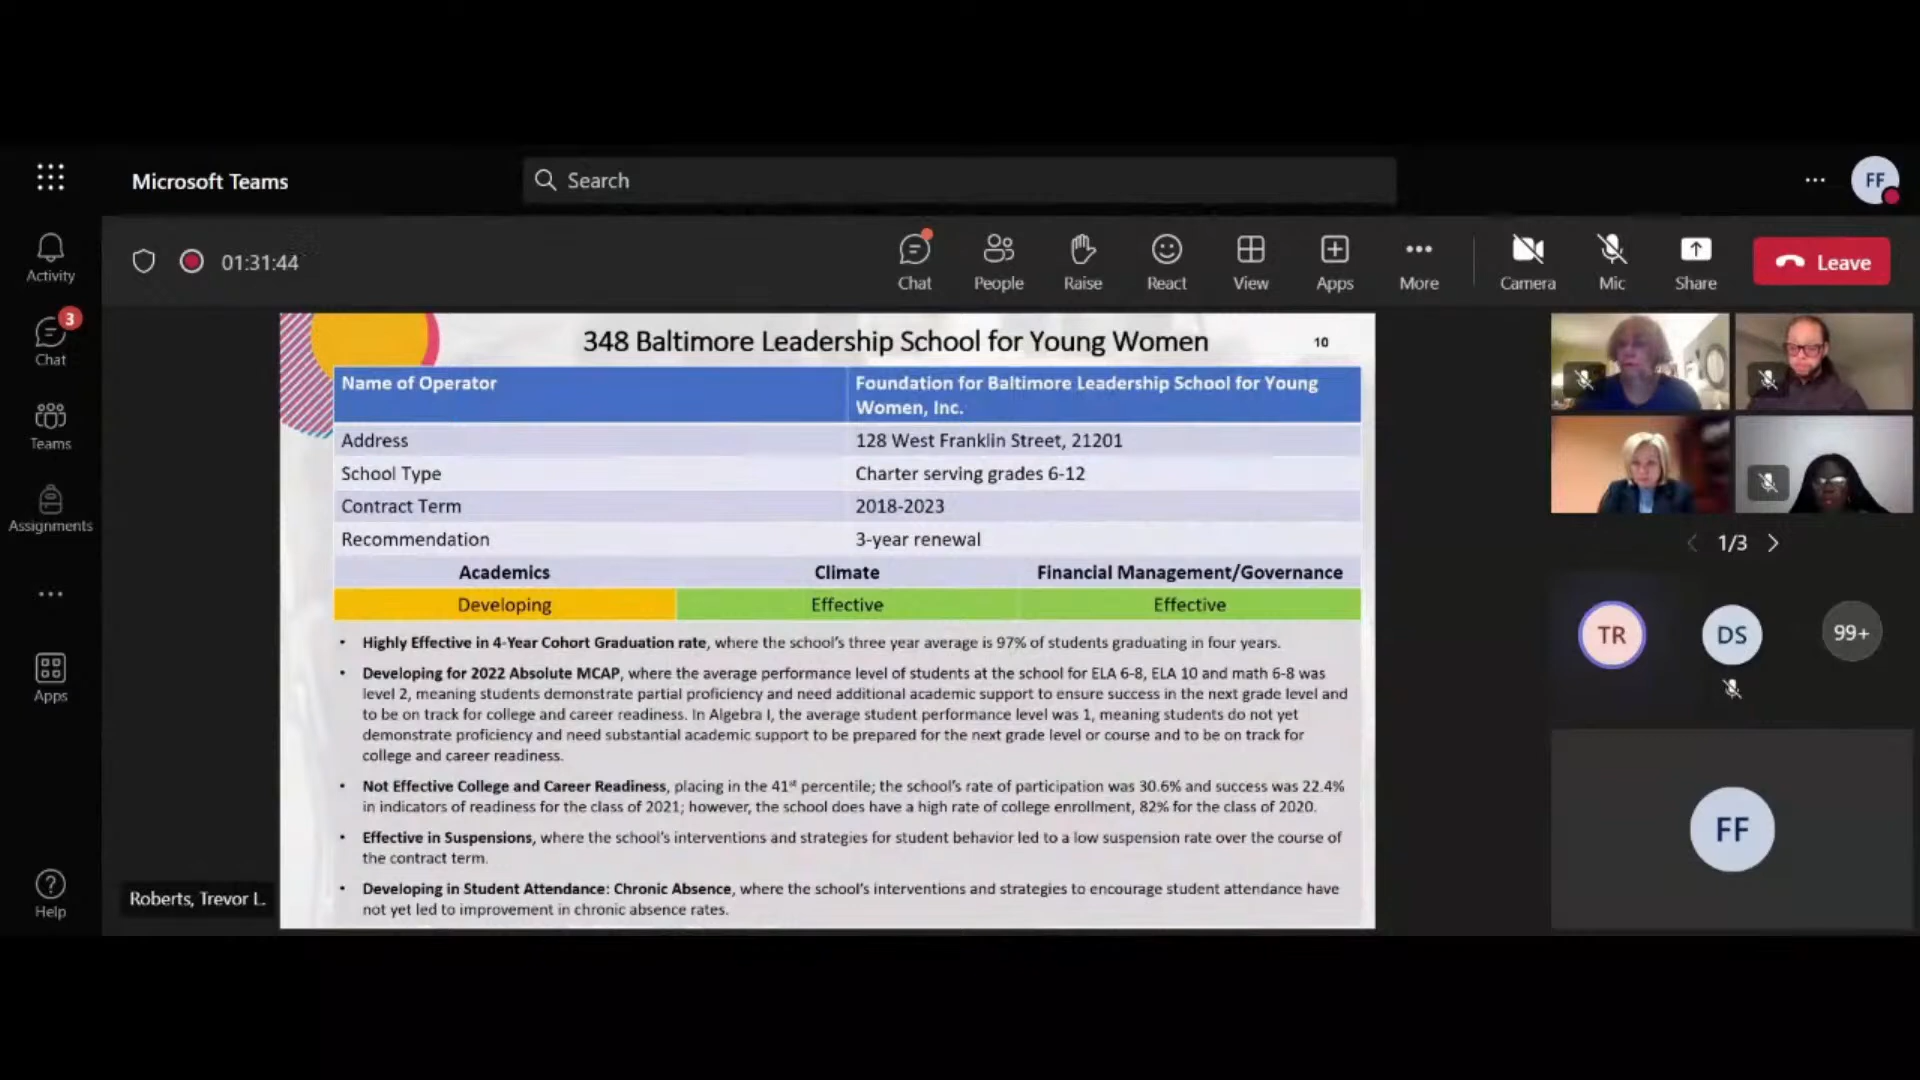 Microsoft Teams
Search
FF
Activity
3
Chat
Teams
Assignments
Apps
Help
01:31:44
Chat
People
Raise
React
View
Apps
More
Camera
Mic
Share
Leave
348 Baltimore Leadership School for Young Women
10
Name of Operator
Foundation for Baltimore Leadership School for Young
Women, Inc.
Address
128 West Franklin Street, 21201
School Type
Charter serving grades 6-12
Contract Term
2018-2023
Recommendation
3-year renewal
Academics
Climate
Financial Management/Governance
Developing
Effective
Effective
• Highly Effective in 4-Year Cohort Graduation rate, where the school's three year average is 97% of students graduating in four years.
• Developing for 2022 Absolute MCAP, where the average performance level of students at the school for ELA 6-8, ELA 10 and math 6-8 was
level 2, meaning students demonstrate partial proficiency and need additional academic support to ensure success in the next grade level and
to be on track for college and career readiness. In Algebra I, the average student performance level was 1, meaning students do not yet
demonstrate proficiency and need substantial academic support to be prepared for the next grade level or course and to be on track for
college and career readiness.
• Not Effective College and Career Readiness, placing in the 41st percentile; the school's rate of participation was 30.6% and success was 22.4%
in indicators of readiness for the class of 2021; however, the school does have a high rate of college enrollment, 82% for the class of 2020.
• Effective in Suspensions, where the school's interventions and strategies for student behavior led to a low suspension rate over the course of
the contract term.
• Developing in Student Attendance: Chronic Absence, where the school's interventions and strategies to encourage student attendance have
not yet led to improvement in chronic absence rates.
Roberts, Trevor L.
1/3
TR
DS
99+
FF